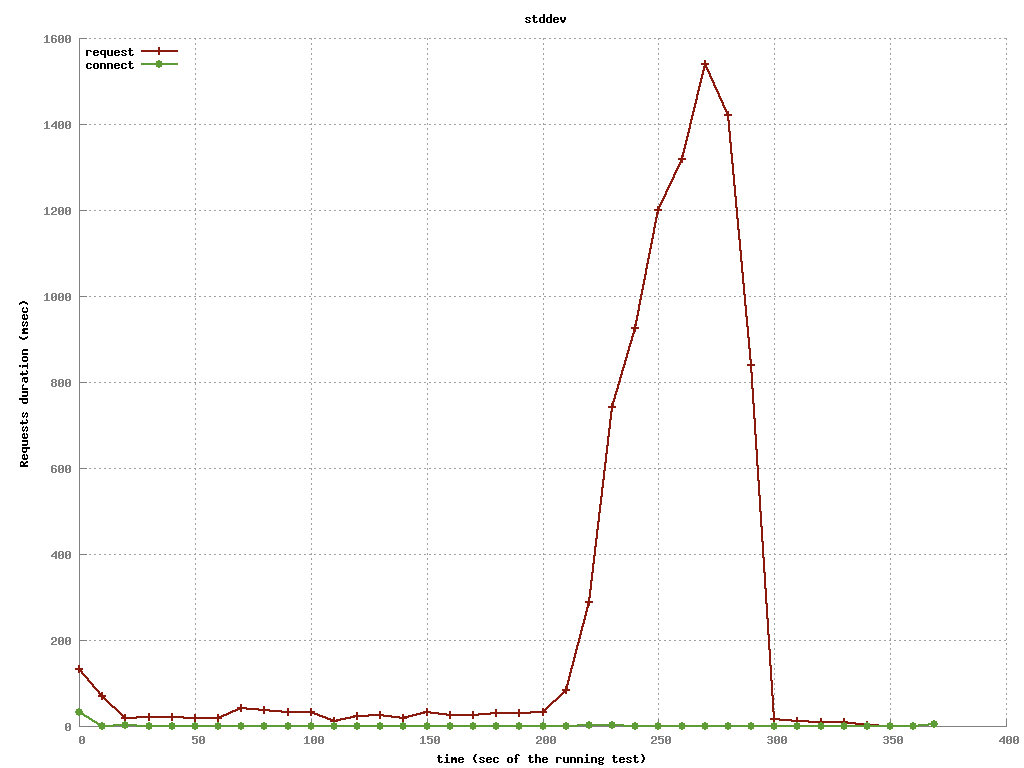 stddev
1600
request
connect
1400
1200
1000
Requests duration (msec)
800
600
400
200
0
0 50 100 150 200 250 300 350 400
time (sec of the running test)